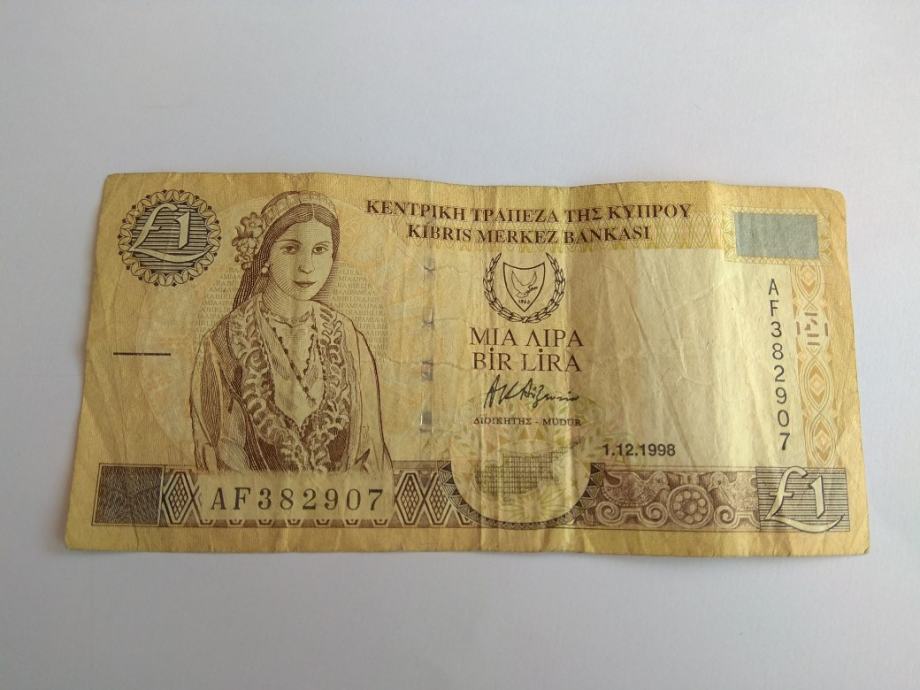 £1
ΚΕΝΤΡΙΚΗ ΤΡΑΠΕΖΑ ΤΗΣ ΚΥΠΡΟΥ
KIBRIS MERKEZ BANKASI
ΜΙΑ ΛΙΡΑ
BİR LİRA
ΔΙΟΙΚΗΤΗΣ - MÜDÜR
1.12.1998
AF382907
AF382907
£1